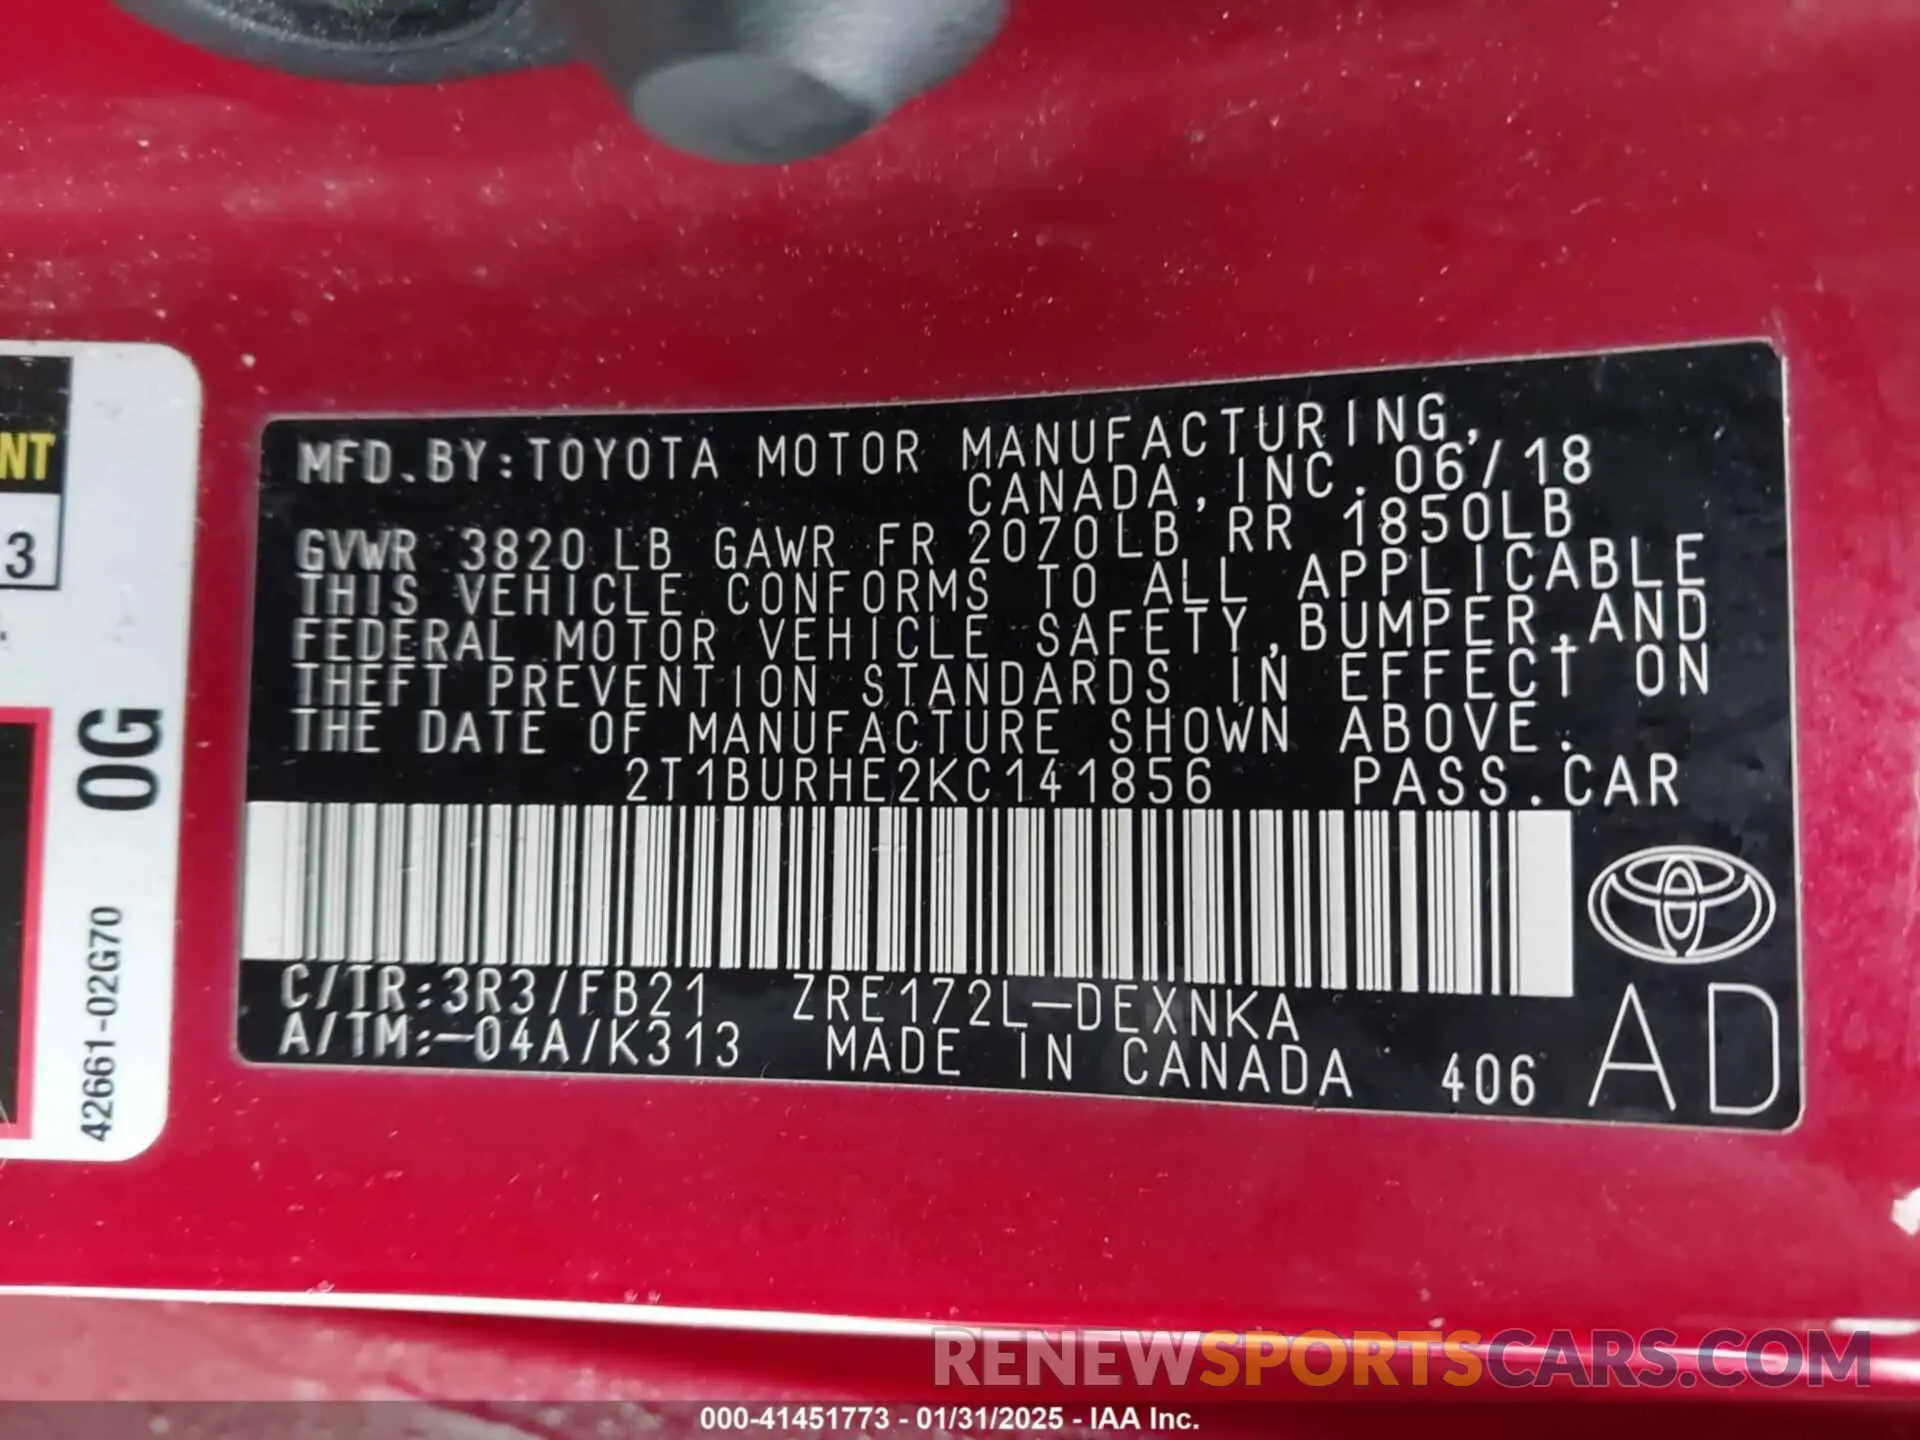 MFD.BY:TOYOTA MOTOR MANUFACTURING,
CANADA,INC. 06/18
GVWR 3820 LB GAWR FR 2070LB RR 1850LB
THIS VEHICLE CONFORMS TO ALL APPLICABLE
FEDERAL MOTOR VEHICLE SAFETY,BUMPER,AND
THEFT PREVENTION STANDARDS IN EFFECT ON
THE DATE OF MANUFACTURE SHOWN ABOVE.
2T1BURHE2KC141856 PASS.CAR
C/TR:3R3/FB21 ZRE172L-DEXNKA
A/TM:-04A/K313 MADE IN CANADA 406
AD
NT
3
0G
42661-02G70
RENEWSPORTSCARS.COM
000-41451773 - 01/31/2025 - IAA Inc.